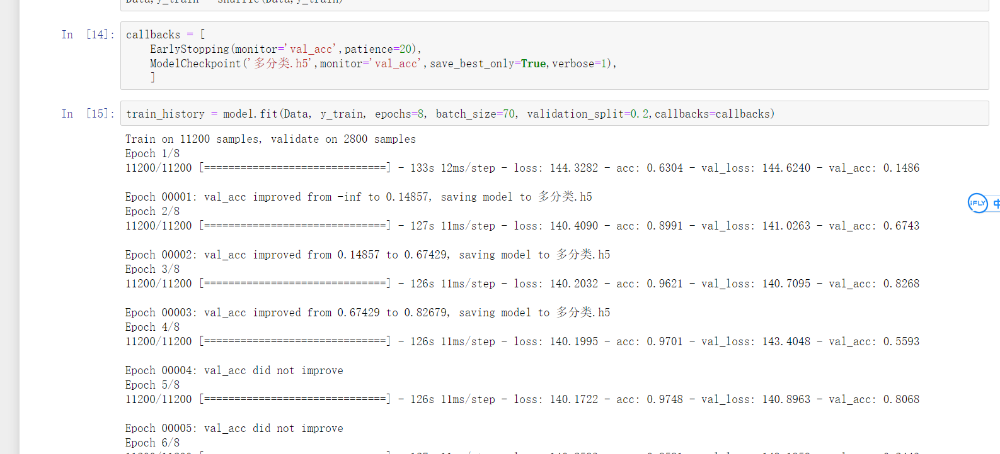 In [14]:
callbacks = [
    EarlyStopping(monitor='val_acc',patience=20),
    ModelCheckpoint('多分类.h5',monitor='val_acc',save_best_only=True,verbose=1),
    ]
In [15]:
train_history = model.fit(Data, y_train, epochs=8, batch_size=70, validation_split=0.2,callbacks=callbacks)
Train on 11200 samples, validate on 2800 samples
Epoch 1/8
11200/11200 [==============================] - 133s 12ms/step - loss: 144.3282 - acc: 0.6304 - val_loss: 144.6240 - val_acc: 0.1486
Epoch 00001: val_acc improved from -inf to 0.14857, saving model to 多分类.h5
Epoch 2/8
11200/11200 [==============================] - 127s 11ms/step - loss: 140.4090 - acc: 0.8991 - val_loss: 141.0263 - val_acc: 0.6743
Epoch 00002: val_acc improved from 0.14857 to 0.67429, saving model to 多分类.h5
Epoch 3/8
11200/11200 [==============================] - 126s 11ms/step - loss: 140.2032 - acc: 0.9621 - val_loss: 140.7095 - val_acc: 0.8268
Epoch 00003: val_acc improved from 0.67429 to 0.82679, saving model to 多分类.h5
Epoch 4/8
11200/11200 [==============================] - 126s 11ms/step - loss: 140.1995 - acc: 0.9701 - val_loss: 143.4048 - val_acc: 0.5593
Epoch 00004: val_acc did not improve
Epoch 5/8
11200/11200 [==============================] - 126s 11ms/step - loss: 140.1722 - acc: 0.9748 - val_loss: 140.8963 - val_acc: 0.8068
Epoch 00005: val_acc did not improve
Epoch 6/8
iFLY